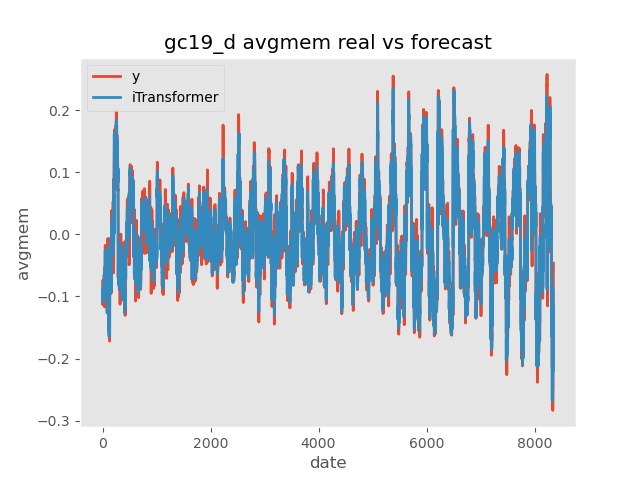 gc19_d avgmem real vs forecast
y
iTransformer
0.2
0.1
0.0
−0.1
−0.2
−0.3
avgmem
0 2000 4000 6000 8000
date